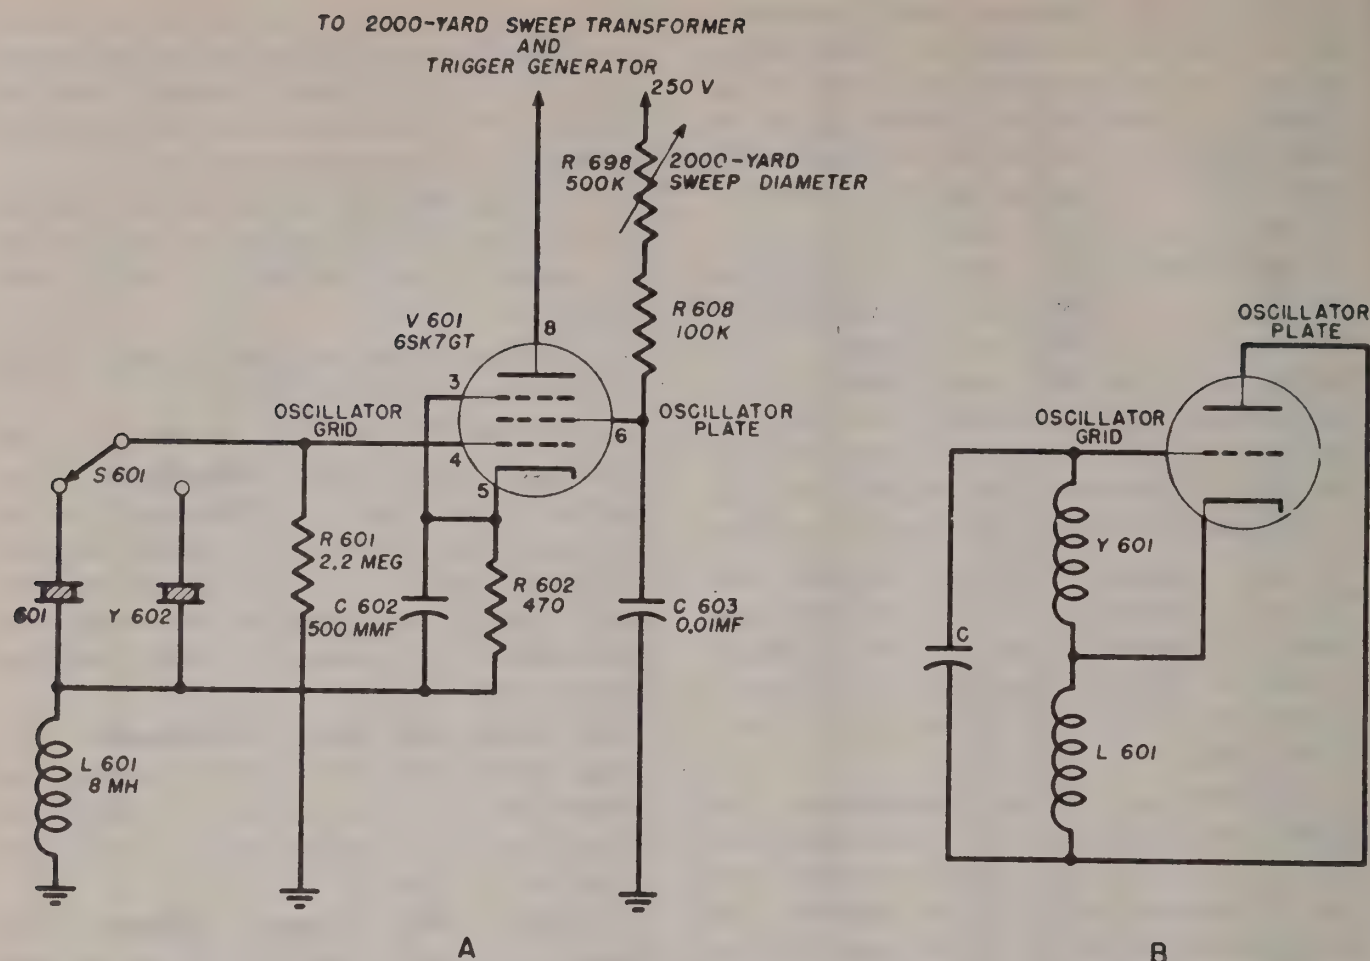 TO 2000-YARD SWEEP TRANSFORMER
AND
TRIGGER GENERATOR
250 V
R 698
500K
2000-YARD
SWEEP DIAMETER
R 608
100K
V 601
6SK7GT
8
3
4
5
6
OSCILLATOR
GRID
OSCILLATOR
PLATE
S 601
601
Y 602
R 601
2.2 MEG
C 602
500 MMF
R 602
470
C 603
0.01MF
L 601
8 MH
A
OSCILLATOR
PLATE
OSCILLATOR
GRID
Y 601
C
L 601
B